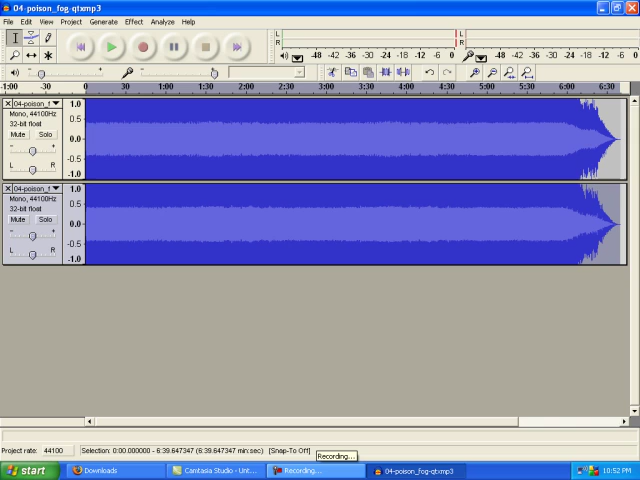 04-poison_fog-qtxmp3
File Edit View Project Generate Effect Analyze Help
L
R
-48 -42 -36 -30 -24 -18 -12 -6 0
L
R
-48 -42 -36 -30 -24 -18 -12 -6 0
-1:00 -30 0 30 1:00 1:30 2:00 2:30 3:00 3:30 4:00 4:30 5:00 5:30 6:00 6:30
04-poison_f
Mono, 44100Hz
32-bit float
Mute Solo
- +
L R
1.0
0.5
0.0
-0.5
-1.0
04-poison_f
Mono, 44100Hz
32-bit float
Mute Solo
- +
L R
1.0
0.5
0.0
-0.5
-1.0
Project rate: 44100 Selection: 0:00.000000 - 6:39.647347 (6:39.647347 min:sec) [Snap-To Off]
Recording...
start Downloads Camtasia Studio - Unt... Recording... 04-poison_fog-qtxmp3 10:52 PM